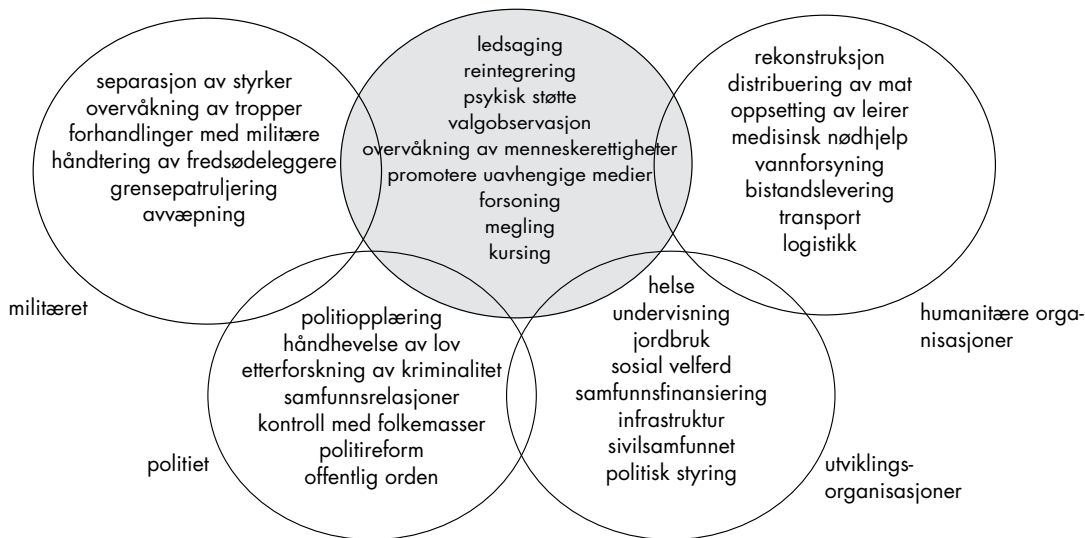 separasjon av styrker
overvåkning av tropper
forhandlinger med militære
håndtering av fredsødeleggere
grensepatruljering
avvæpning
militæret
ledsaging
reintegrering
psykisk støtte
valgobservasjon
overvåkning av menneskerettigheter
promotere uavhengige medier
forsoning
megling
kursing
rekonstruksjon
distribuering av mat
oppsetting av leirer
medisinsk nødhjelp
vannforsyning
bistandslevering
transport
logistikk
humanitære orga-
nisasjoner
politiopplæring
håndhevelse av lov
etterforskning av kriminalitet
samfunnsrelasjoner
kontroll med folkemasser
politireform
offentlig orden
politiet
helse
undervisning
jordbruk
sosial velferd
samfunnsfinansiering
infrastruktur
sivilsamfunnet
politisk styring
utviklings-
organisasjoner